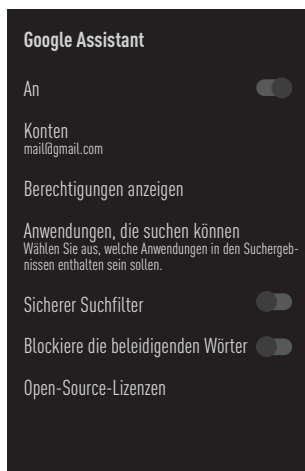 Google Assistant
An
Konten
mail@gmail.com
Berechtigungen anzeigen
Anwendungen, die suchen können
Wählen Sie aus, welche Anwendungen in den Suchergeb-
nissen enthalten sein sollen.
Sicherer Suchfilter
Blockiere die beleidigenden Wörter
Open-Source-Lizenzen